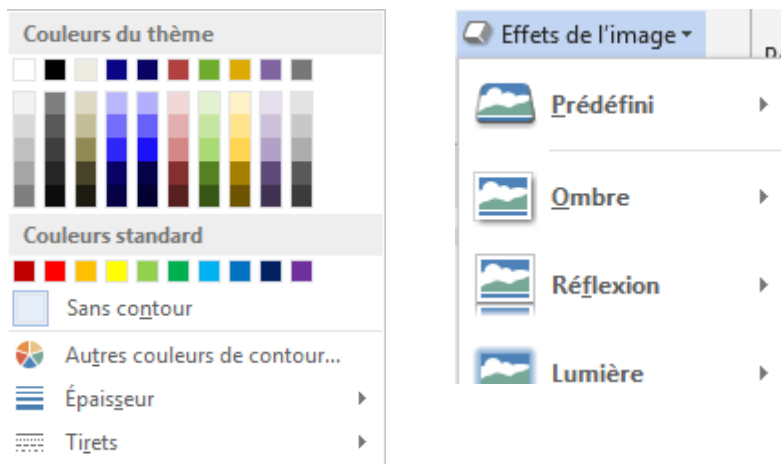 Couleurs du thème
Couleurs standard
Sans contour
Autres couleurs de contour...
Épaisseur
Tirets
Effets de l'image
Prédéfini
Ombre
Réflexion
Lumière